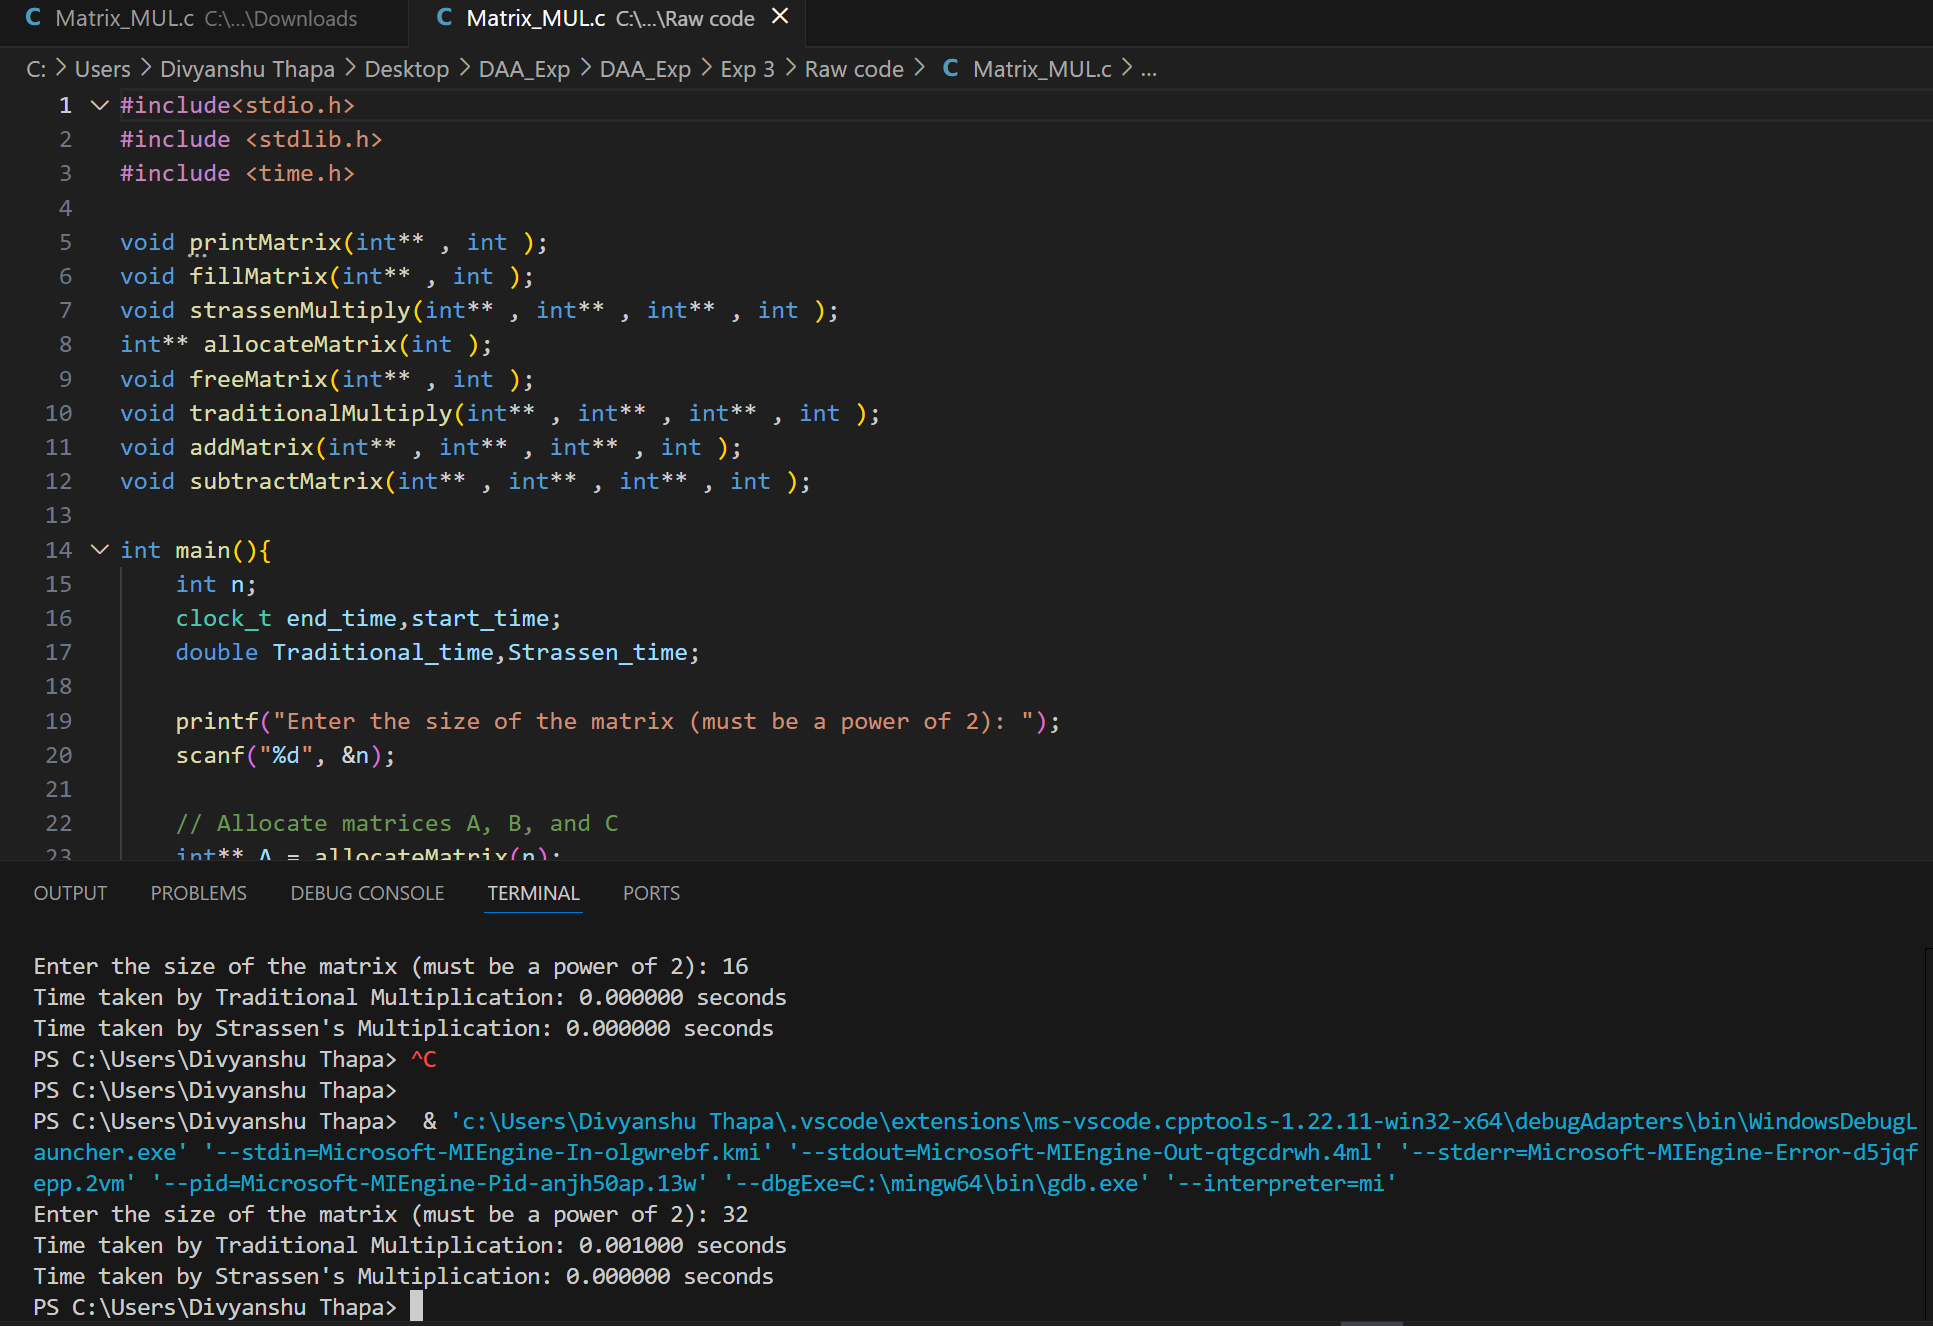 Matrix_MUL.c C:\...\Downloads
Matrix_MUL.c C:\...\Raw code
C: > Users > Divyanshu Thapa > Desktop > DAA_Exp > DAA_Exp > Exp 3 > Raw code > C Matrix_MUL.c > ...
1 #include<stdio.h>
2 #include <stdlib.h>
3 #include <time.h>
4
5 void printMatrix(int** , int );
6 void fillMatrix(int** , int );
7 void strassenMultiply(int** , int** , int** , int );
8 int** allocateMatrix(int );
9 void freeMatrix(int** , int );
10 void traditionalMultiply(int** , int** , int** , int );
11 void addMatrix(int** , int** , int** , int );
12 void subtractMatrix(int** , int** , int** , int );
13
14 int main(){
15 int n;
16 clock_t end_time,start_time;
17 double Traditional_time,Strassen_time;
18
19 printf("Enter the size of the matrix (must be a power of 2): ");
20 scanf("%d", &n);
21
22 // Allocate matrices A, B, and C
23 int** A = allocateMatrix(n);
OUTPUT PROBLEMS DEBUG CONSOLE TERMINAL PORTS
Enter the size of the matrix (must be a power of 2): 16
Time taken by Traditional Multiplication: 0.000000 seconds
Time taken by Strassen's Multiplication: 0.000000 seconds
PS C:\Users\Divyanshu Thapa> ^C
PS C:\Users\Divyanshu Thapa>
PS C:\Users\Divyanshu Thapa>  & 'c:\Users\Divyanshu Thapa\.vscode\extensions\ms-vscode.cpptools-1.22.11-win32-x64\debugAdapters\bin\WindowsDebugL
auncher.exe' '--stdin=Microsoft-MIEngine-In-olgwrebf.kmi' '--stdout=Microsoft-MIEngine-Out-qtgcdrwh.4ml' '--stderr=Microsoft-MIEngine-Error-d5jqf
epp.2vm' '--pid=Microsoft-MIEngine-Pid-anjh50ap.13w' '--dbgExe=C:\mingw64\bin\gdb.exe' '--interpreter=mi'
Enter the size of the matrix (must be a power of 2): 32
Time taken by Traditional Multiplication: 0.001000 seconds
Time taken by Strassen's Multiplication: 0.000000 seconds
PS C:\Users\Divyanshu Thapa>